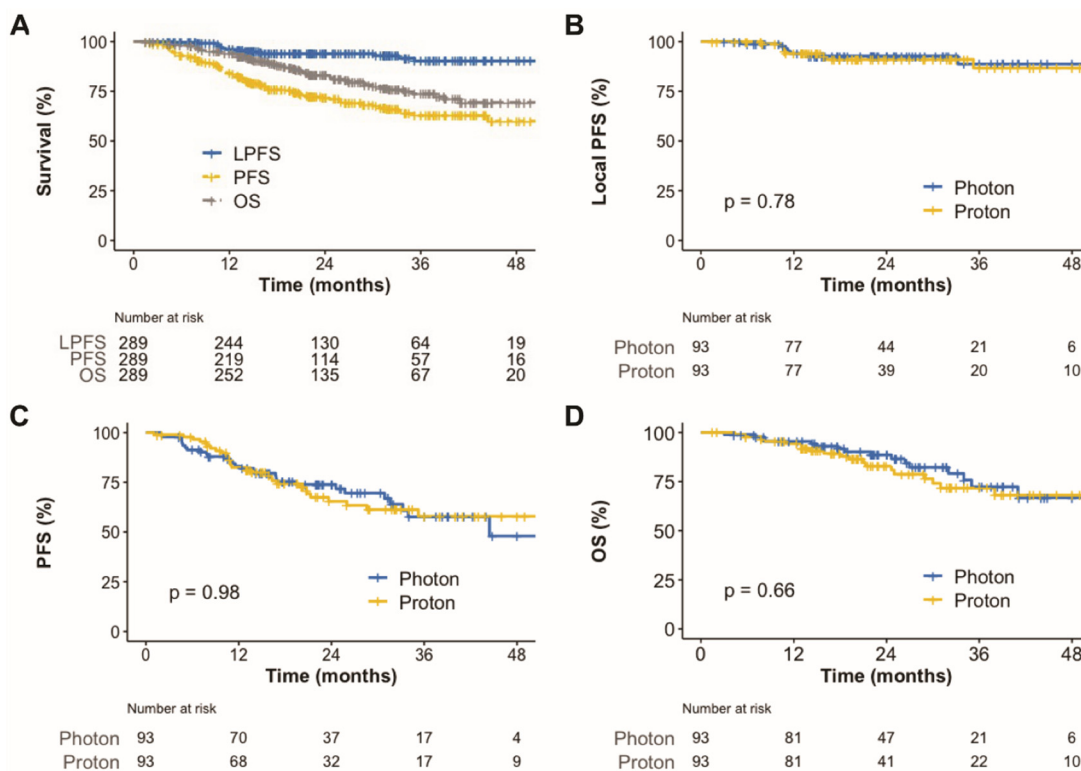 A
Survival (%)
100
75
50
25
0
LPFS
PFS
OS
0 12 24 36 48
Time (months)
Number at risk
LPFS 289 244 130 64 19
PFS 289 219 114 57 16
OS 289 252 135 67 20
B
Local PFS (%)
100
75
50
25
0
p = 0.78
Photon
Proton
0 12 24 36 48
Time (months)
Number at risk
Photon 93 77 44 21 6
Proton 93 77 39 20 10
C
PFS (%)
100
75
50
25
0
p = 0.98
Photon
Proton
0 12 24 36 48
Time (months)
Number at risk
Photon 93 70 37 17 4
Proton 93 68 32 17 9
D
OS (%)
100
75
50
25
0
p = 0.66
Photon
Proton
0 12 24 36 48
Time (months)
Number at risk
Photon 93 81 47 21 6
Proton 93 81 41 22 10